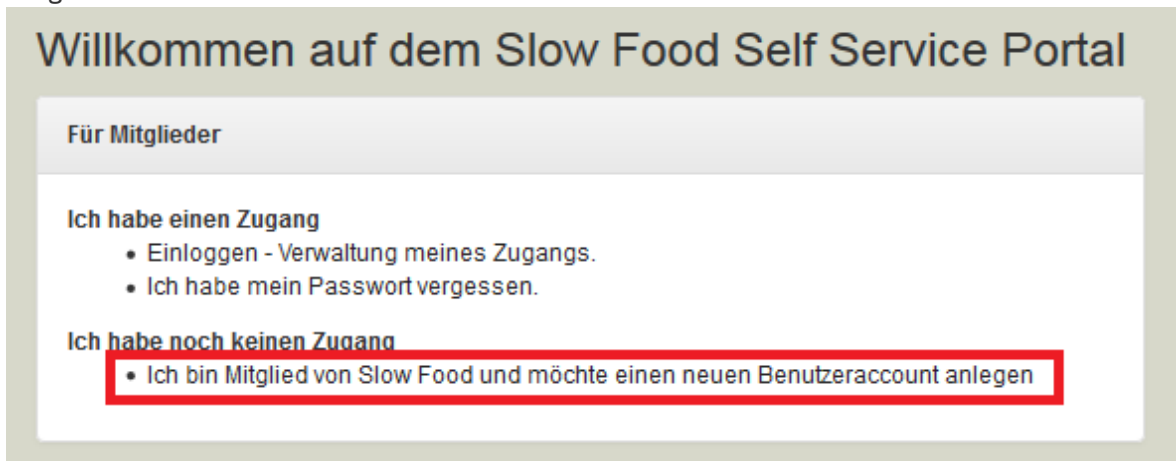 Willkommen auf dem Slow Food Self Service Portal
Für Mitglieder
Ich habe einen Zugang
• Einloggen - Verwaltung meines Zugangs.
• Ich habe mein Passwort vergessen.
Ich habe noch keinen Zugang
• Ich bin Mitglied von Slow Food und möchte einen neuen Benutzeraccount anlegen